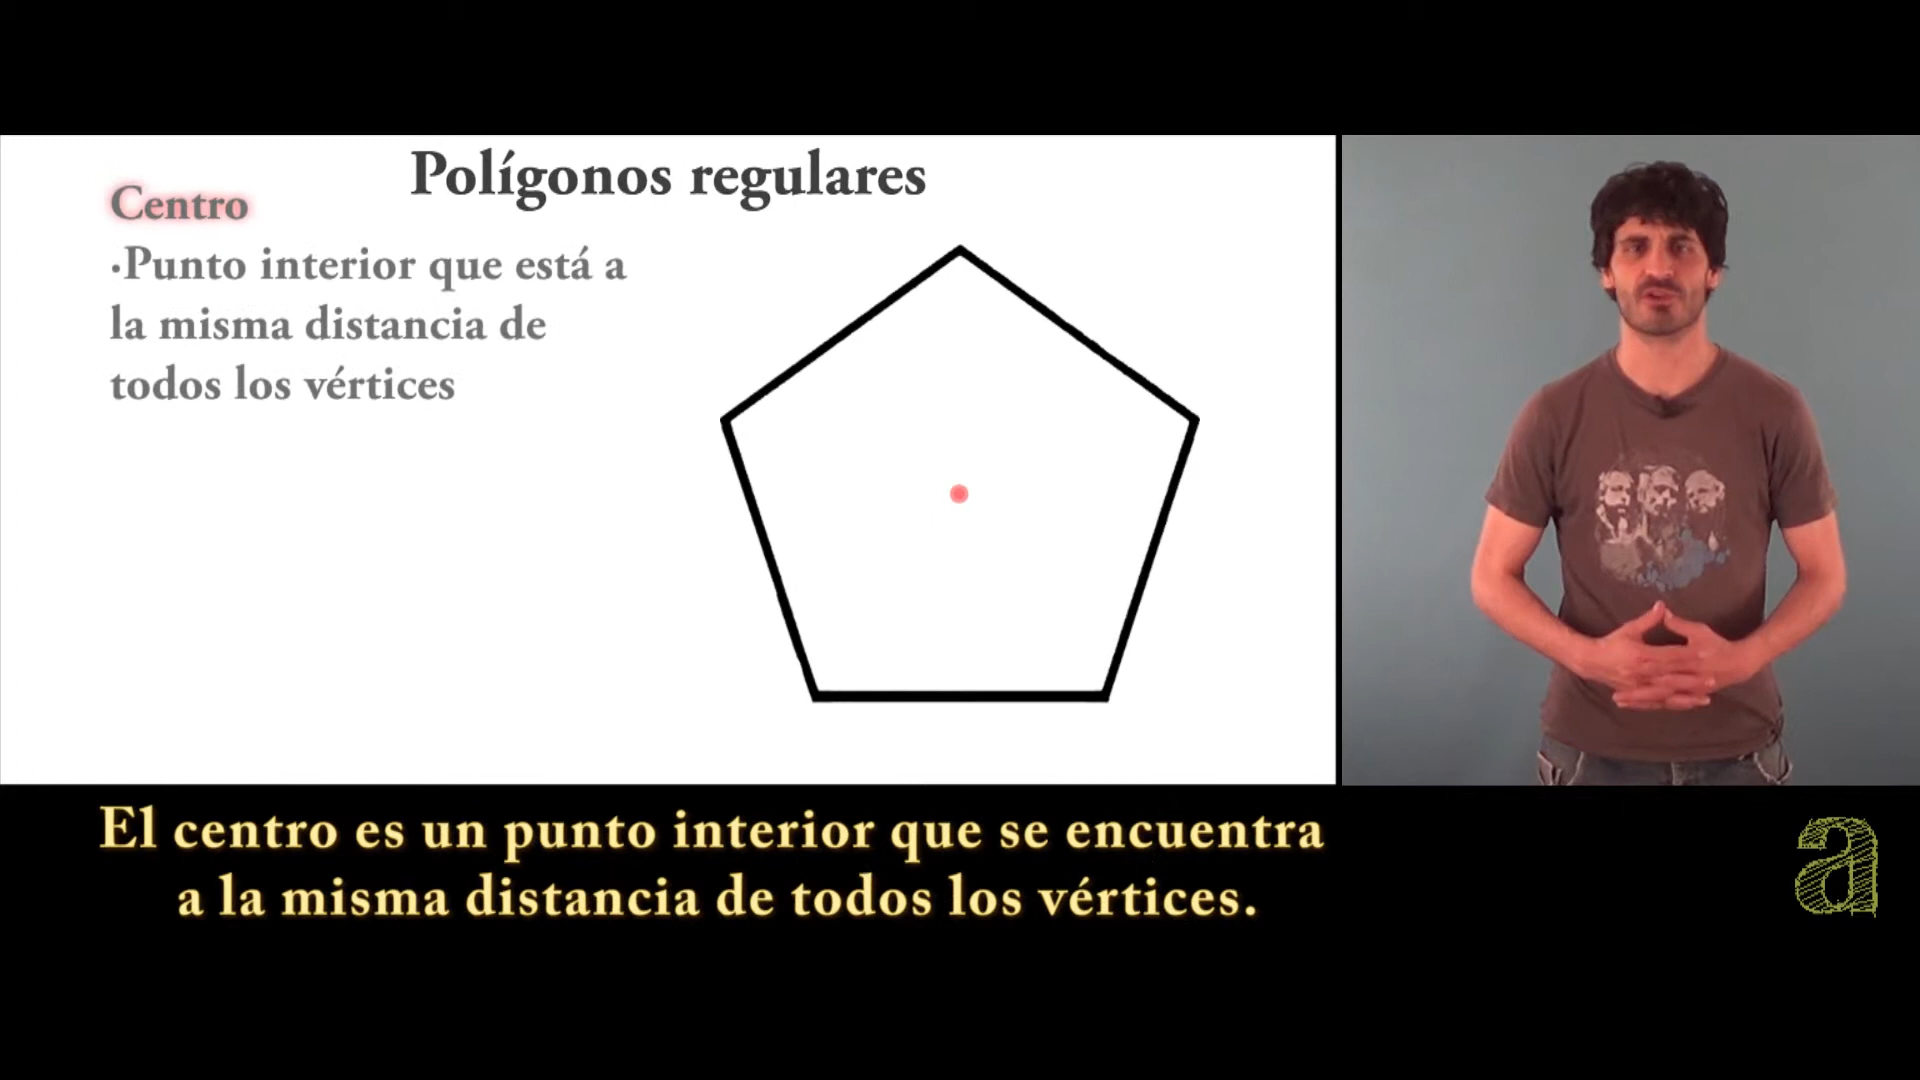 Polígonos regulares
Centro
·Punto interior que está a
la misma distancia de
todos los vértices
El centro es un punto interior que se encuentra
a la misma distancia de todos los vértices.
a